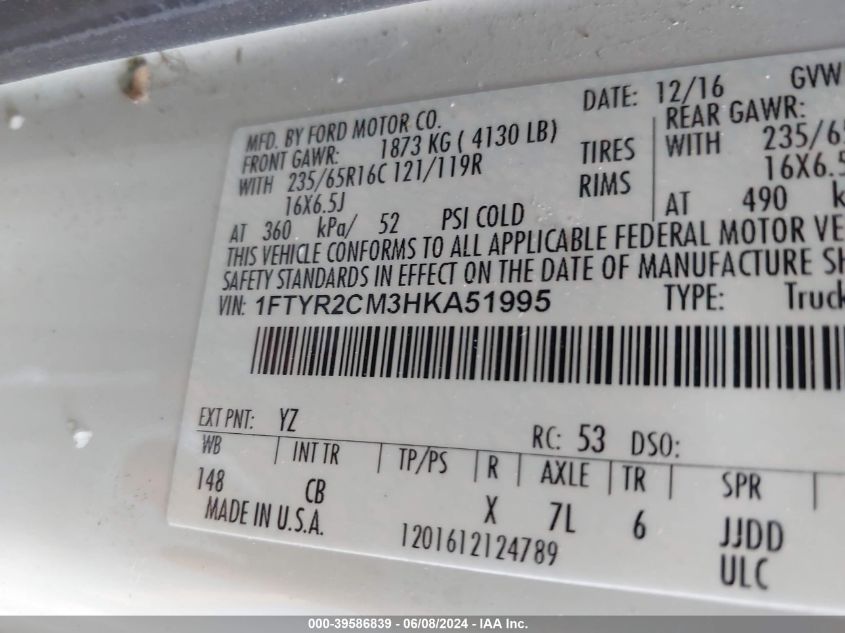 DATE: 12/16 GVW
MFD. BY FORD MOTOR CO.
FRONT GAWR: 1873 KG ( 4130 LB) REAR GAWR:
WITH 235/65R16C 121/119R TIRES WITH 235/65
16X6.5J RIMS 16X6.5
AT 360 kPa/ 52 PSI COLD AT 490 k
THIS VEHICLE CONFORMS TO ALL APPLICABLE FEDERAL MOTOR VE
SAFETY STANDARDS IN EFFECT ON THE DATE OF MANUFACTURE SH
VIN: 1FTYR2CM3HKA51995 TYPE: Truck
EXT PNT: YZ RC: 53 DSO:
WB INT TR TP/PS R AXLE TR SPR
148 CB X 7L 6 JJDD
MADE IN U.S.A. 1201612124789 ULC
000-39586839 - 06/08/2024 - IAA Inc.